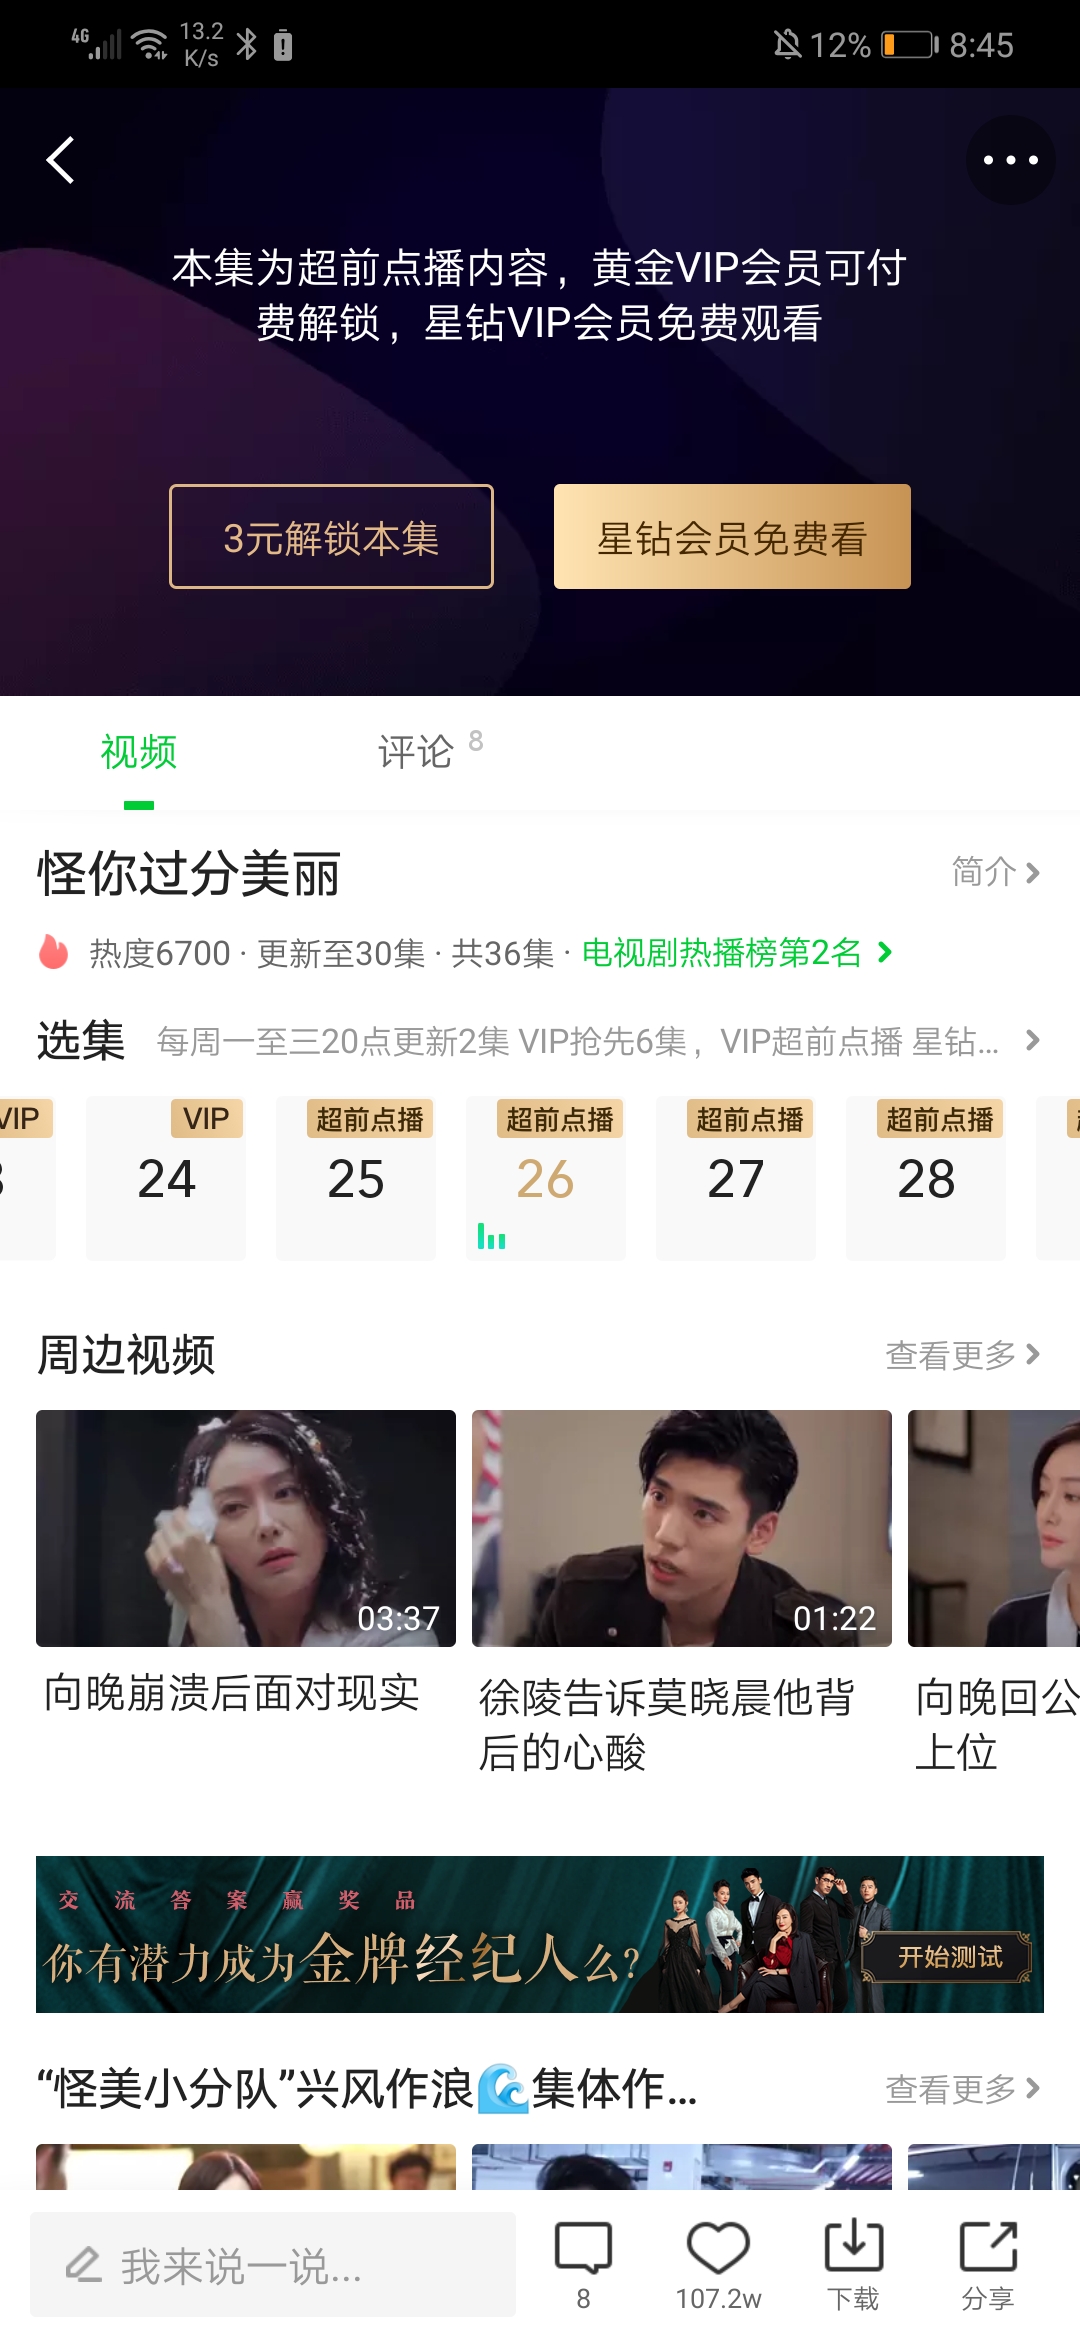 4G 13.2 K/s 12% 8:45
本集为超前点播内容，黄金VIP会员可付
费解锁，星钻VIP会员免费观看
3元解锁本集 星钻会员免费看
视频 评论 8
怪你过分美丽 简介
热度6700 · 更新至30集 · 共36集 · 电视剧热播榜第2名
选集 每周一至三20点更新2集 VIP抢先6集，VIP超前点播 星钻...
VIP VIP 超前点播 超前点播 超前点播 超前点播
24 25 26 27 28
周边视频 查看更多
03:37 01:22
向晚崩溃后面对现实
徐陵告诉莫晓晨他背
后的心酸
向晚回公
上位
交流答案赢奖品
你有潜力成为金牌经纪人么?
开始测试
“怪美小分队”兴风作浪🌊集体作... 查看更多
我来说一说...
8 107.2w 下载 分享